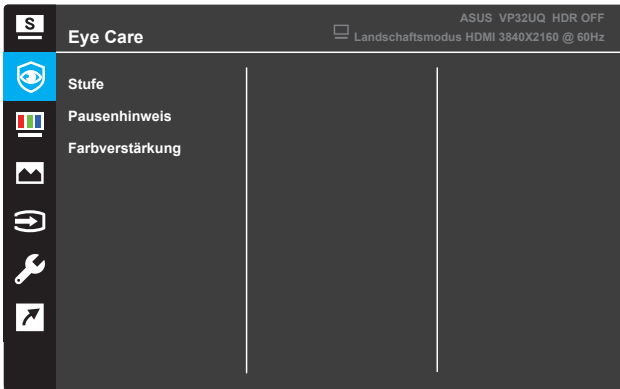 S
ASUS VP32UQ HDR OFF
Eye Care
Landschaftsmodus HDMI 3840X2160 @ 60Hz
Stufe
Pausenhinweis
Farbverstärkung